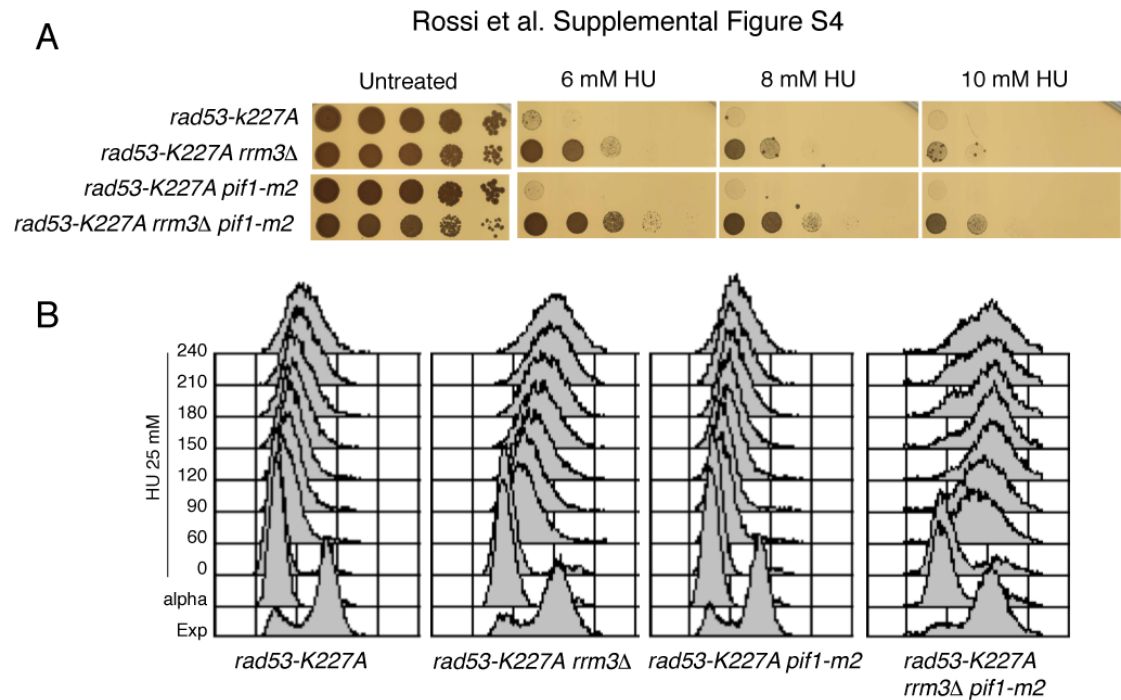 Rossi et al. Supplemental Figure S4
A
Untreated 6 mM HU 8 mM HU 10 mM HU
rad53-k227A
rad53-K227A rrm3Δ
rad53-K227A pif1-m2
rad53-K227A rrm3Δ pif1-m2
B
HU 25 mM
240
210
180
150
120
90
60
0
alpha
Exp
rad53-K227A rad53-K227A rrm3Δ rad53-K227A pif1-m2 rad53-K227A
rrm3Δ pif1-m2